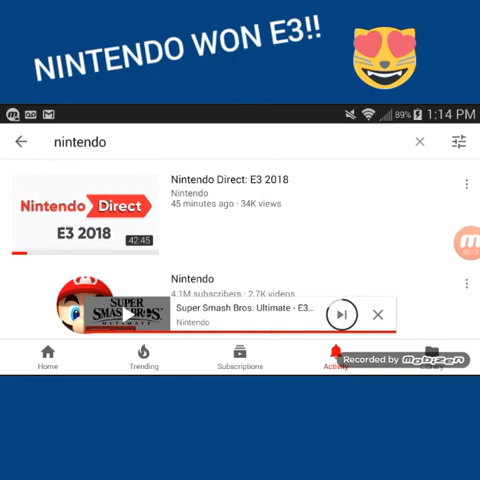 NINTENDO WON E3!!
89% 1:14 PM
nintendo
Nintendo Direct
E3 2018
42:45
Nintendo Direct: E3 2018
Nintendo
45 minutes ago · 34K views
Nintendo
4.1M subscribers · 2.7K videos
SUPER
SMASH BROS.
ULTIMATE
Super Smash Bros. Ultimate - E3...
Nintendo
00:17
Home
Trending
Subscriptions
Activity
Library
Recorded by MOBIZEN